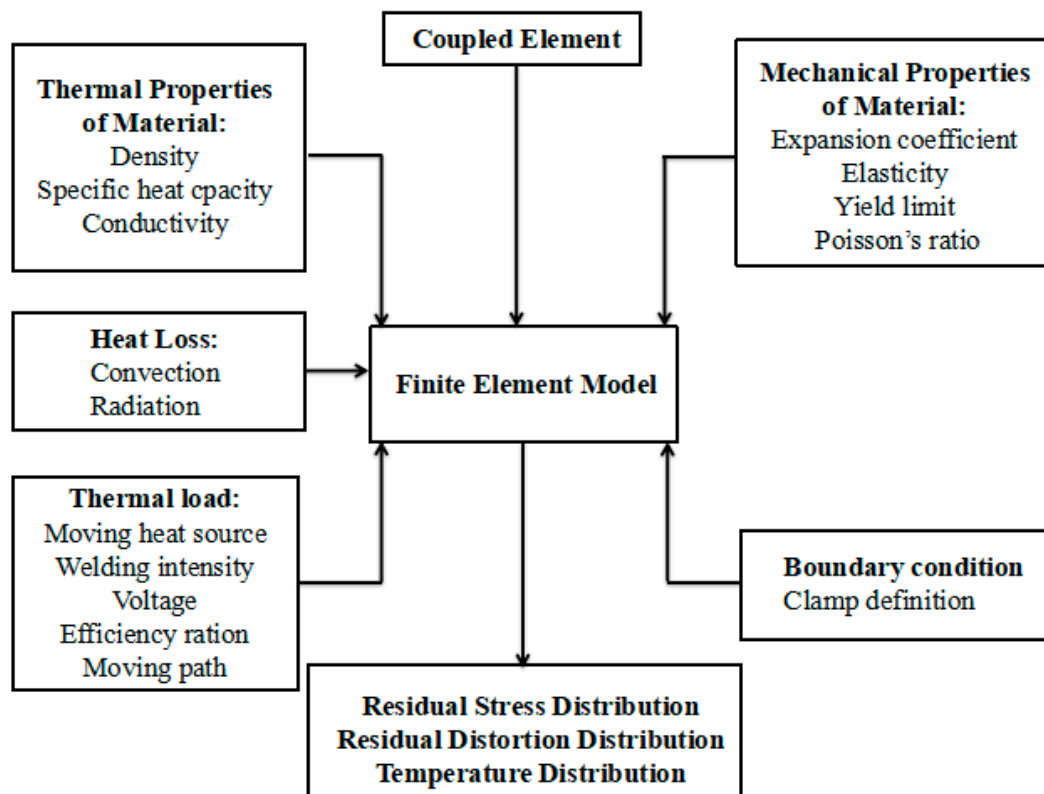 Coupled Element
Thermal Properties
of Material:
Density
Specific heat cpacity
Conductivity
Mechanical Properties
of Material:
Expansion coefficient
Elasticity
Yield limit
Poisson’s ratio
Heat Loss:
Convection
Radiation
Finite Element Model
Thermal load:
Moving heat source
Welding intensity
Voltage
Efficiency ration
Moving path
Boundary condition
Clamp definition
Residual Stress Distribution
Residual Distortion Distribution
Temperature Distribution